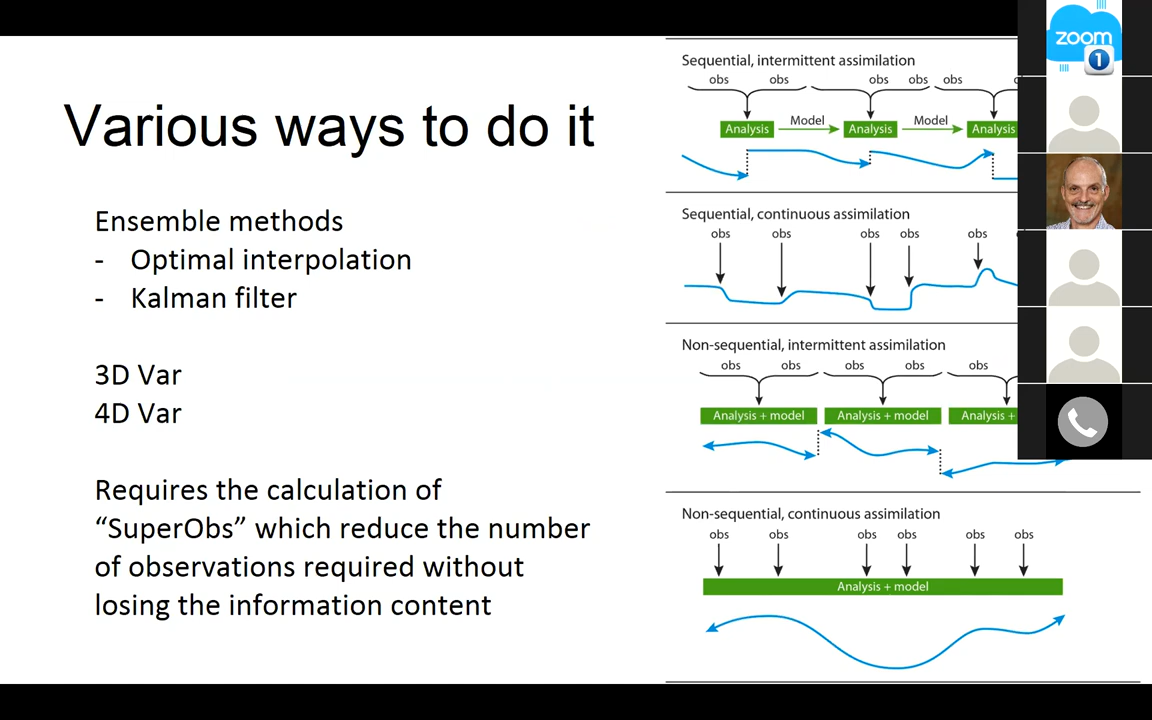 Various ways to do it
Ensemble methods
- Optimal interpolation
- Kalman filter
3D Var
4D Var
Requires the calculation of
“SuperObs” which reduce the number
of observations required without
losing the information content
Sequential, intermittent assimilation
obs obs obs obs obs
Analysis Model Analysis Model Analysis
Sequential, continuous assimilation
obs obs obs obs obs
Non-sequential, intermittent assimilation
obs obs obs obs obs
Analysis + model Analysis + model Analysis +
Non-sequential, continuous assimilation
obs obs obs obs obs obs
Analysis + model
zoom
1